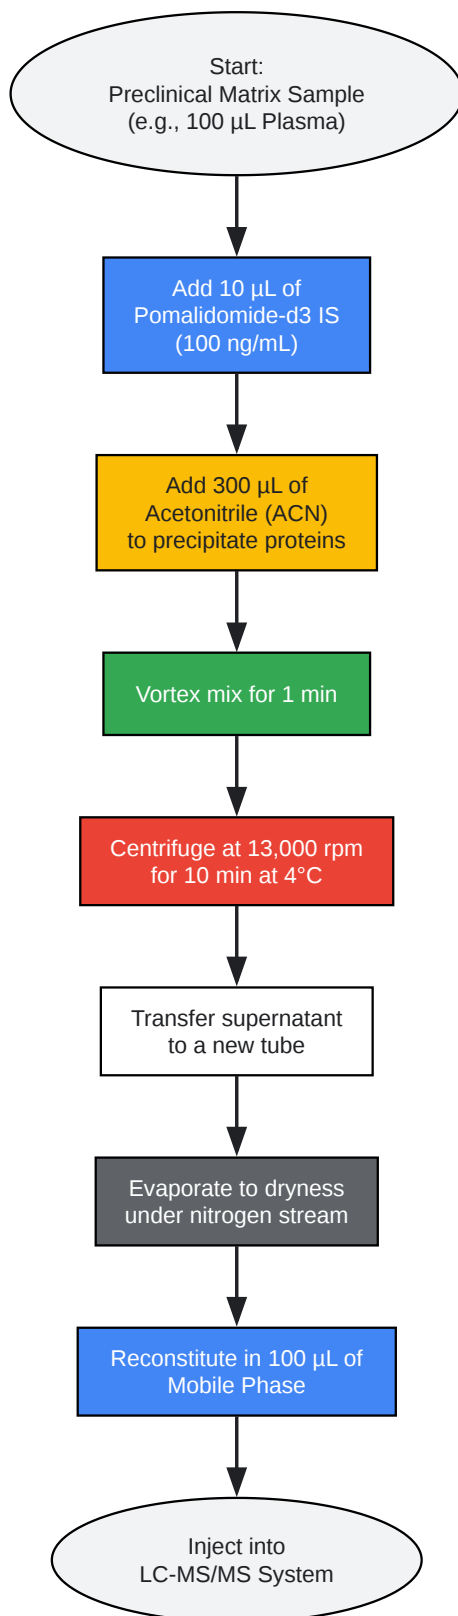 Start:
Preclinical Matrix Sample
(e.g., 100 µL Plasma)
Add 10 µL of
Pomalidomide-d3 IS
(100 ng/mL)
Add 300 µL of
Acetonitrile (ACN)
to precipitate proteins
Vortex mix for 1 min
Centrifuge at 13,000 rpm
for 10 min at 4°C
Transfer supernatant
to a new tube
Evaporate to dryness
under nitrogen stream
Reconstitute in 100 µL of
Mobile Phase
Inject into
LC-MS/MS System